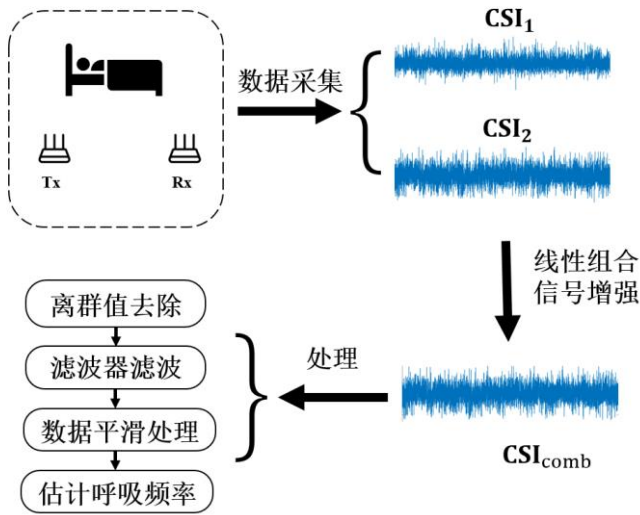 CSI₁
数据采集
CSI₂
Tx
Rx
线性组合
信号增强
离群值去除
滤波器滤波
处理
数据平滑处理
CSI_comb
估计呼吸频率